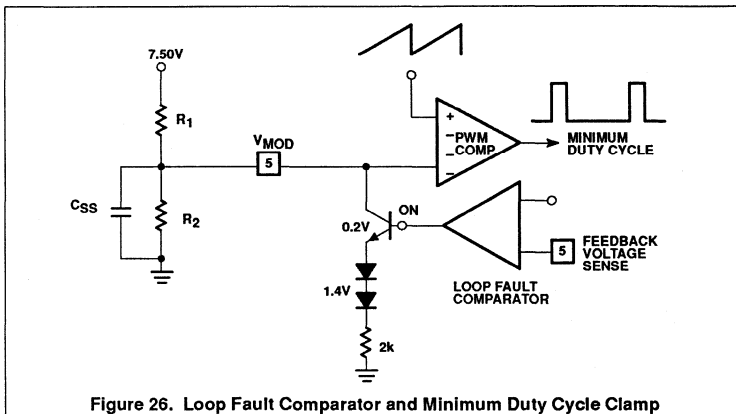 7.50V
R1
VMOD
5
CSS
R2
+
–
PWM
COMP
–
–
MINIMUM
DUTY CYCLE
ON
0.2V
5
FEEDBACK
VOLTAGE
SENSE
LOOP FAULT
COMPARATOR
1.4V
2k
Figure 26. Loop Fault Comparator and Minimum Duty Cycle Clamp